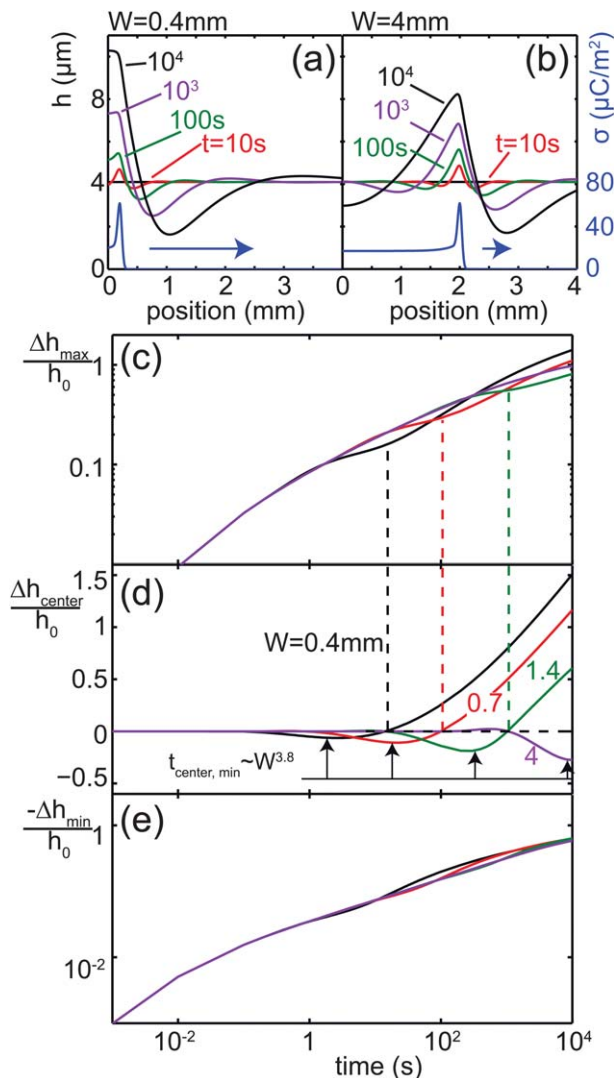 W=0.4mm
W=4mm
h (μm)
8
4
0
10⁴
10³
100s
t=10s
(a)
10⁴
10³
100s
t=10s
(b)
σ (μC/m²)
80
40
0
0 1 2 3
0 1 2 3 4
position (mm)
position (mm)
(c)
Δh_max
h₀
1
0.1
(d)
Δh_center
h₀
1.5
1.0
0.5
0
−0.5
W=0.4mm
0.7
1.4
4
t_center, min~W^3.8
(e)
-Δh_min
h₀
1
10⁻²
10⁻² 1 10² 10⁴
time (s)